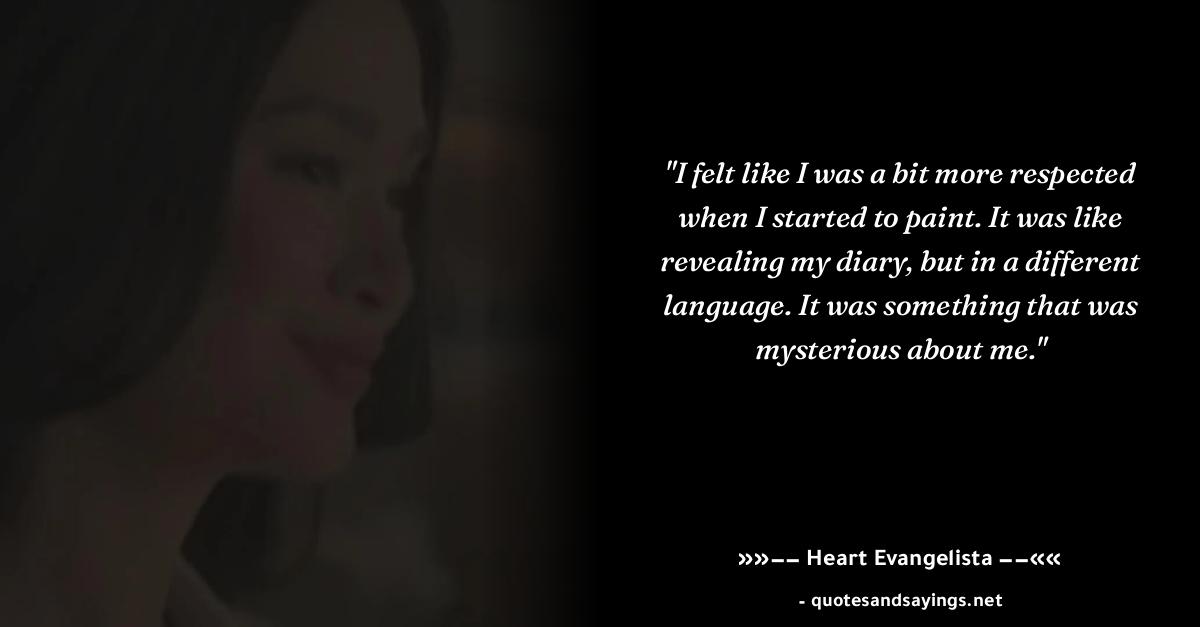 "I felt like I was a bit more respected
when I started to paint. It was like
revealing my diary, but in a different
language. It was something that was
mysterious about me."
»»–– Heart Evangelista ––««
- quotesandsayings.net